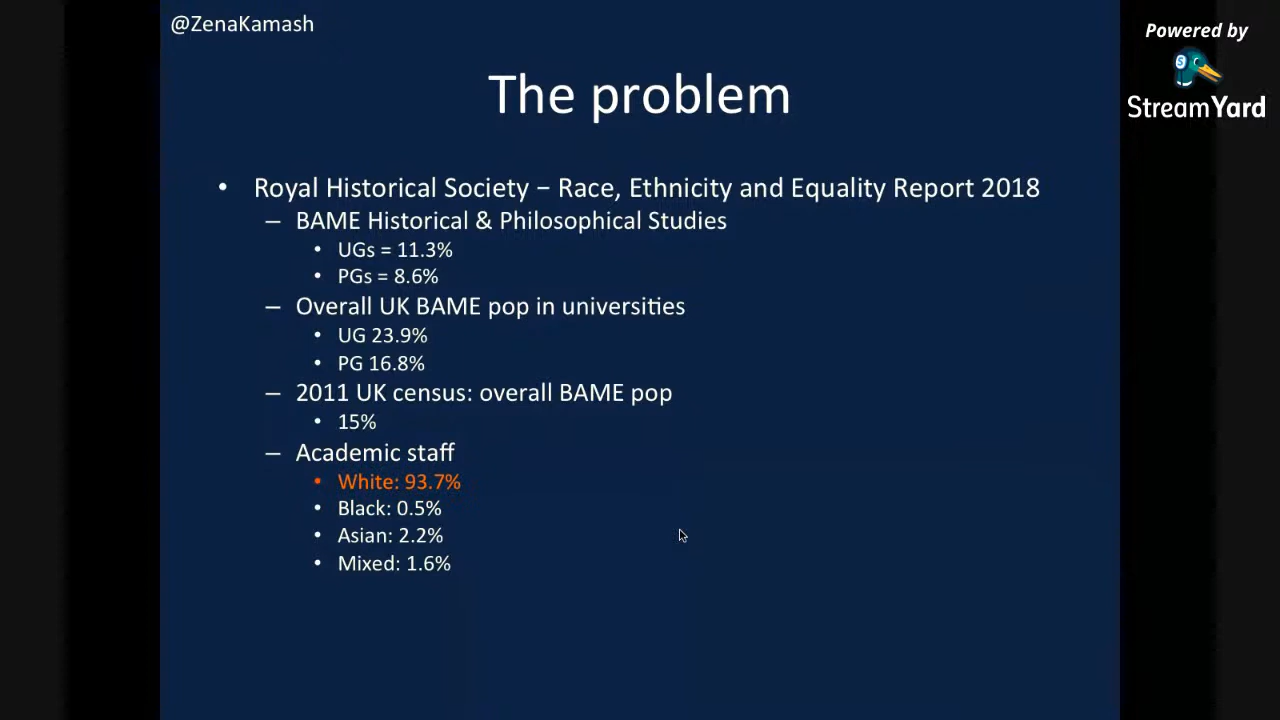 @ZenaKamash
Powered by
StreamYard
The problem
• Royal Historical Society – Race, Ethnicity and Equality Report 2018
– BAME Historical & Philosophical Studies
• UGs = 11.3%
• PGs = 8.6%
– Overall UK BAME pop in universities
• UG 23.9%
• PG 16.8%
– 2011 UK census: overall BAME pop
• 15%
– Academic staff
• White: 93.7%
• Black: 0.5%
• Asian: 2.2%
• Mixed: 1.6%